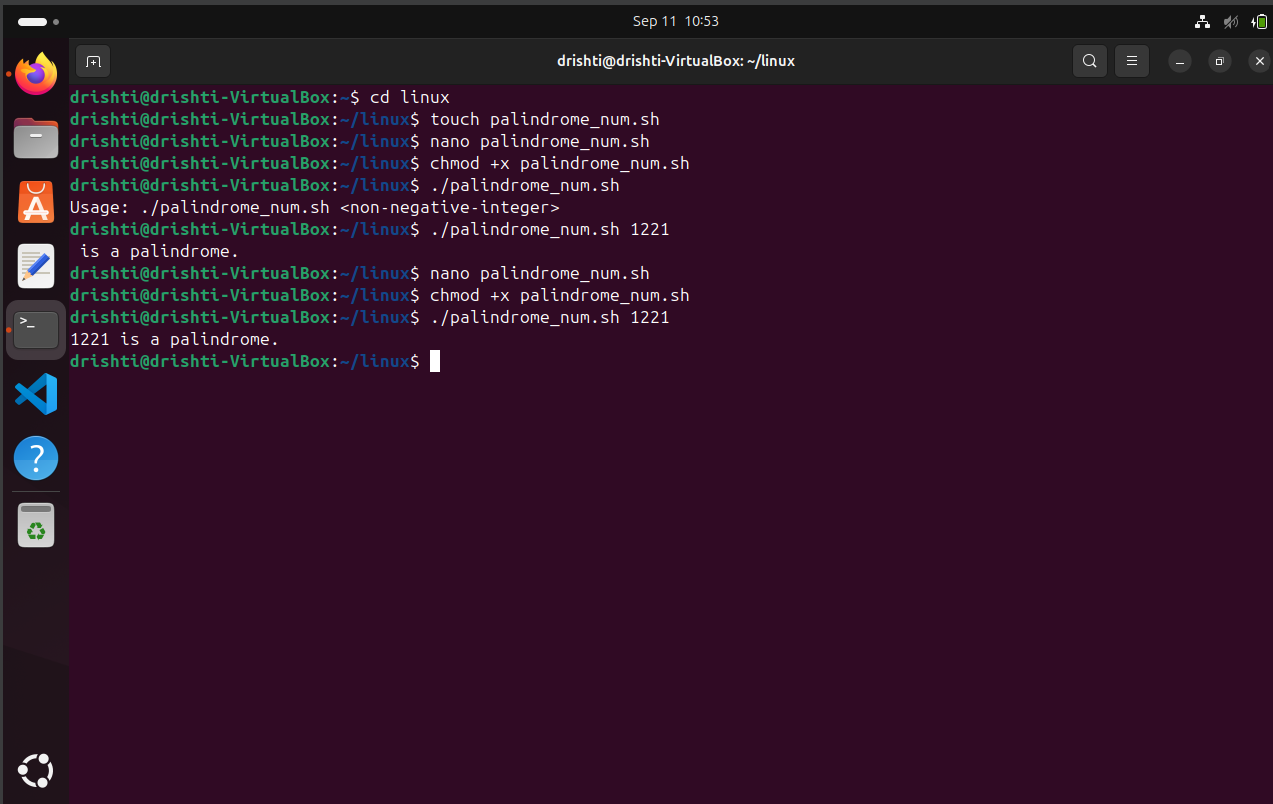 Sep 11 10:53
drishti@drishti-VirtualBox: ~/linux
drishti@drishti-VirtualBox:~$ cd linux
drishti@drishti-VirtualBox:~/linux$ touch palindrome_num.sh
drishti@drishti-VirtualBox:~/linux$ nano palindrome_num.sh
drishti@drishti-VirtualBox:~/linux$ chmod +x palindrome_num.sh
drishti@drishti-VirtualBox:~/linux$ ./palindrome_num.sh
Usage: ./palindrome_num.sh <non-negative-integer>
drishti@drishti-VirtualBox:~/linux$ ./palindrome_num.sh 1221
 is a palindrome.
drishti@drishti-VirtualBox:~/linux$ nano palindrome_num.sh
drishti@drishti-VirtualBox:~/linux$ chmod +x palindrome_num.sh
drishti@drishti-VirtualBox:~/linux$ ./palindrome_num.sh 1221
1221 is a palindrome.
drishti@drishti-VirtualBox:~/linux$